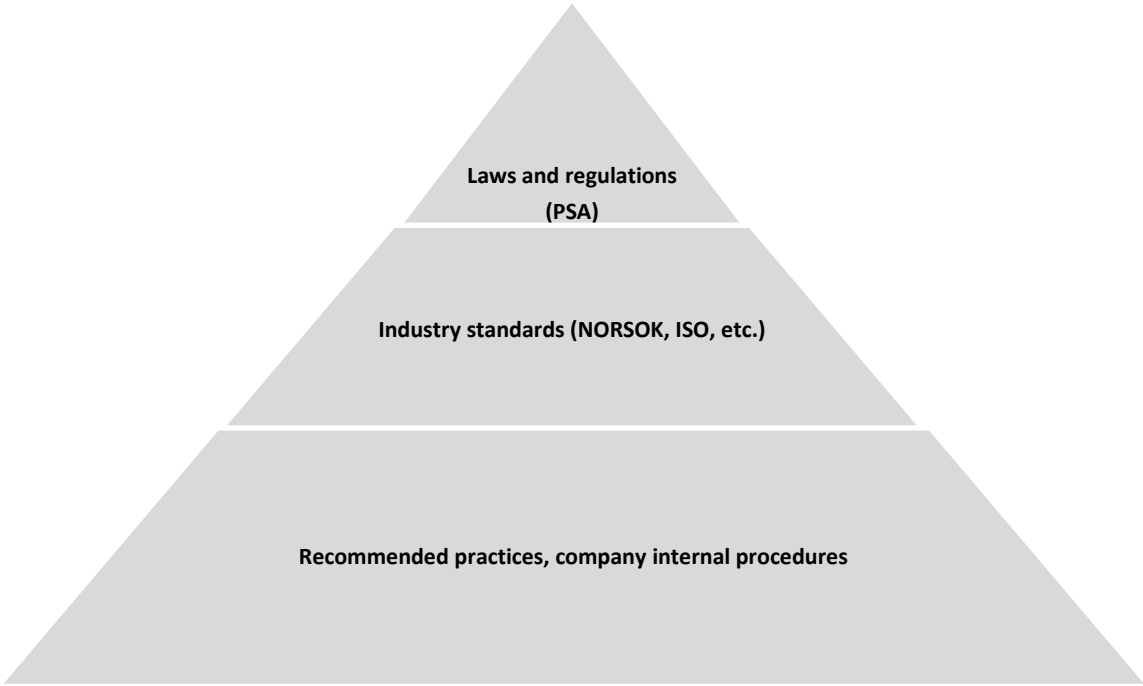 Laws and regulations
(PSA)
Industry standards (NORSOK, ISO, etc.)
Recommended practices, company internal procedures